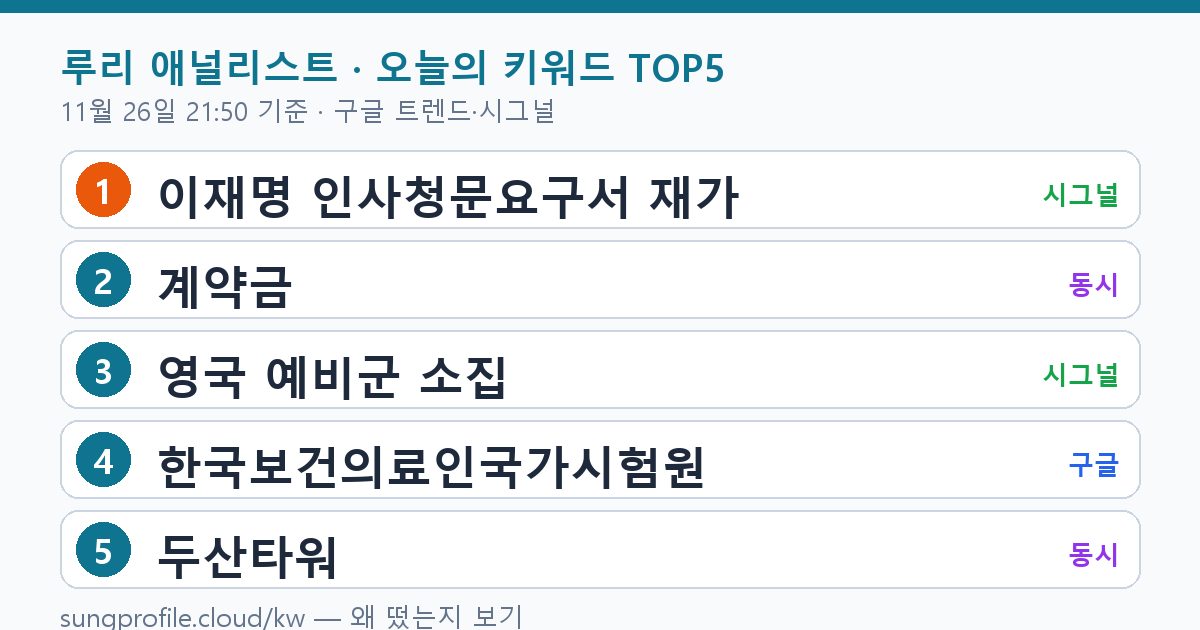 루리 애널리스트 · 오늘의 키워드 TOP5
11월 26일 21:50 기준 · 구글 트렌드·시그널
1 이재명 인사청문요구서 재가 시그널
2 계약금 동시
3 영국 예비군 소집 시그널
4 한국보건의료인국가시험원 구글
5 두산타워 동시
sungprofile.cloud/kw — 왜 떴는지 보기